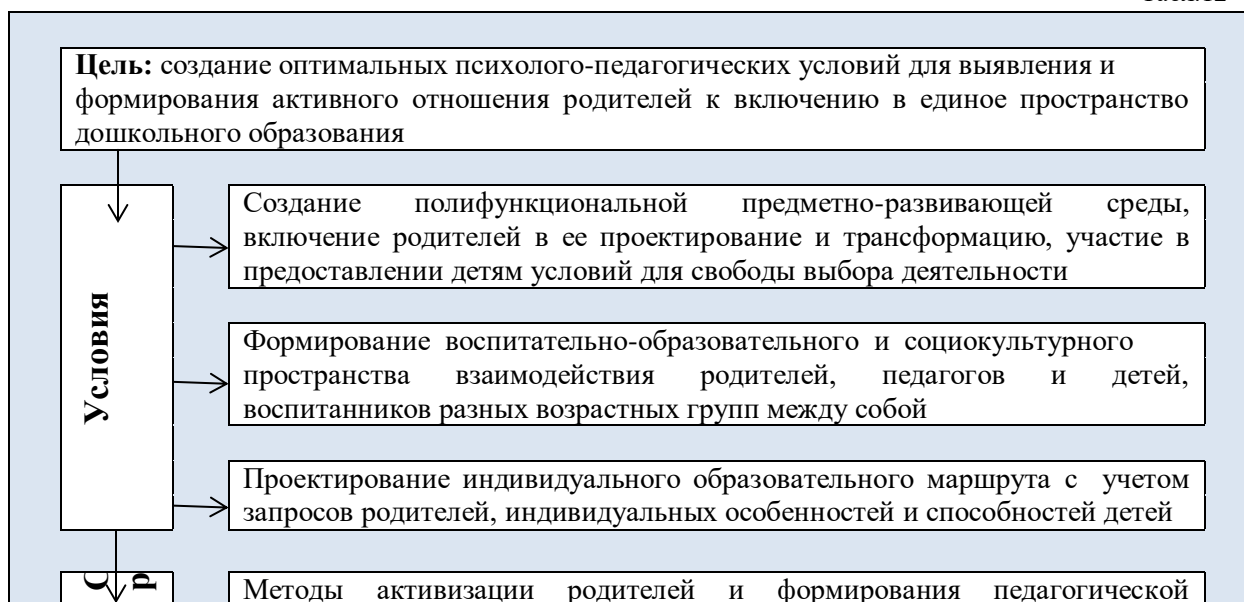 Цель: создание оптимальных психолого-педагогических условий для выявления и
формирования активного отношения родителей к включению в единое пространство
дошкольного образования
Условия
Создание полифункциональной предметно-развивающей среды,
включение родителей в ее проектирование и трансформацию, участие в
предоставлении детям условий для свободы выбора деятельности
Формирование воспитательно-образовательного и социокультурного
пространства взаимодействия родителей, педагогов и детей,
воспитанников разных возрастных групп между собой
Проектирование индивидуального образовательного маршрута с учетом
запросов родителей, индивидуальных особенностей и способностей детей
Методы активизации родителей и формирования педагогической